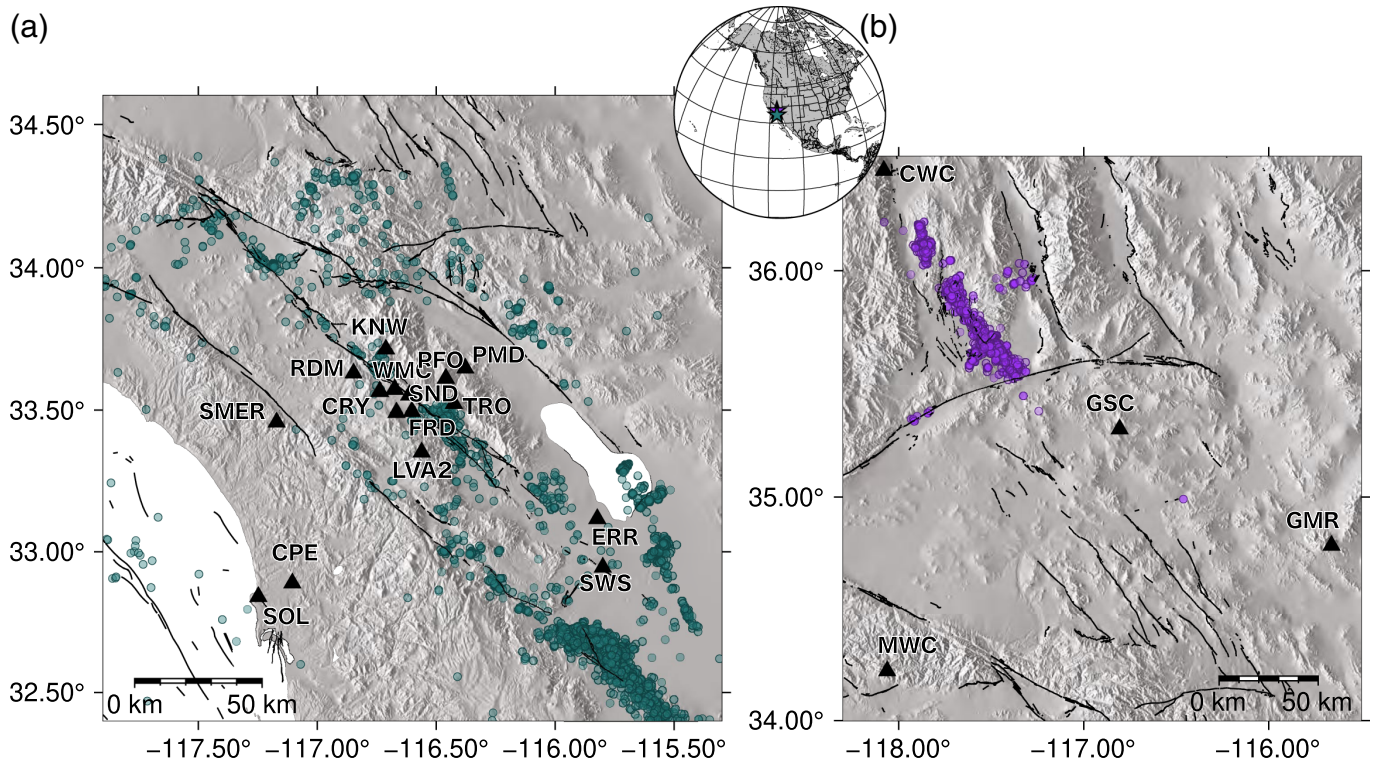 (a)
(b)
34.50°
34.00°
33.50°
33.00°
32.50°
−117.50°
−117.00°
−116.50°
−116.00°
−115.50°
KNW
RDM
WMC
PFO
PMD
CRY
SND
TRO
SMER
FRD
LVA2
ERR
SWS
CPE
SOL
0 km
50 km
CWC
36.00°
GSC
35.00°
GMR
MWC
0 km
50 km
34.00°
−118.00°
−117.00°
−116.00°